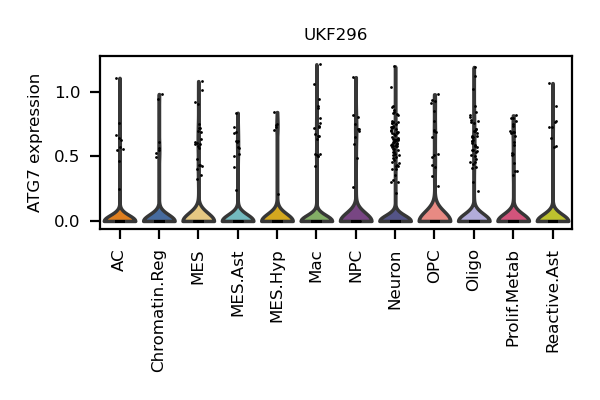 UKF296
ATG7 expression
1.0
0.5
0.0
AC
Chromatin.Reg
MES
MES.Ast
MES.Hyp
Mac
NPC
Neuron
OPC
Oligo
Prolif.Metab
Reactive.Ast